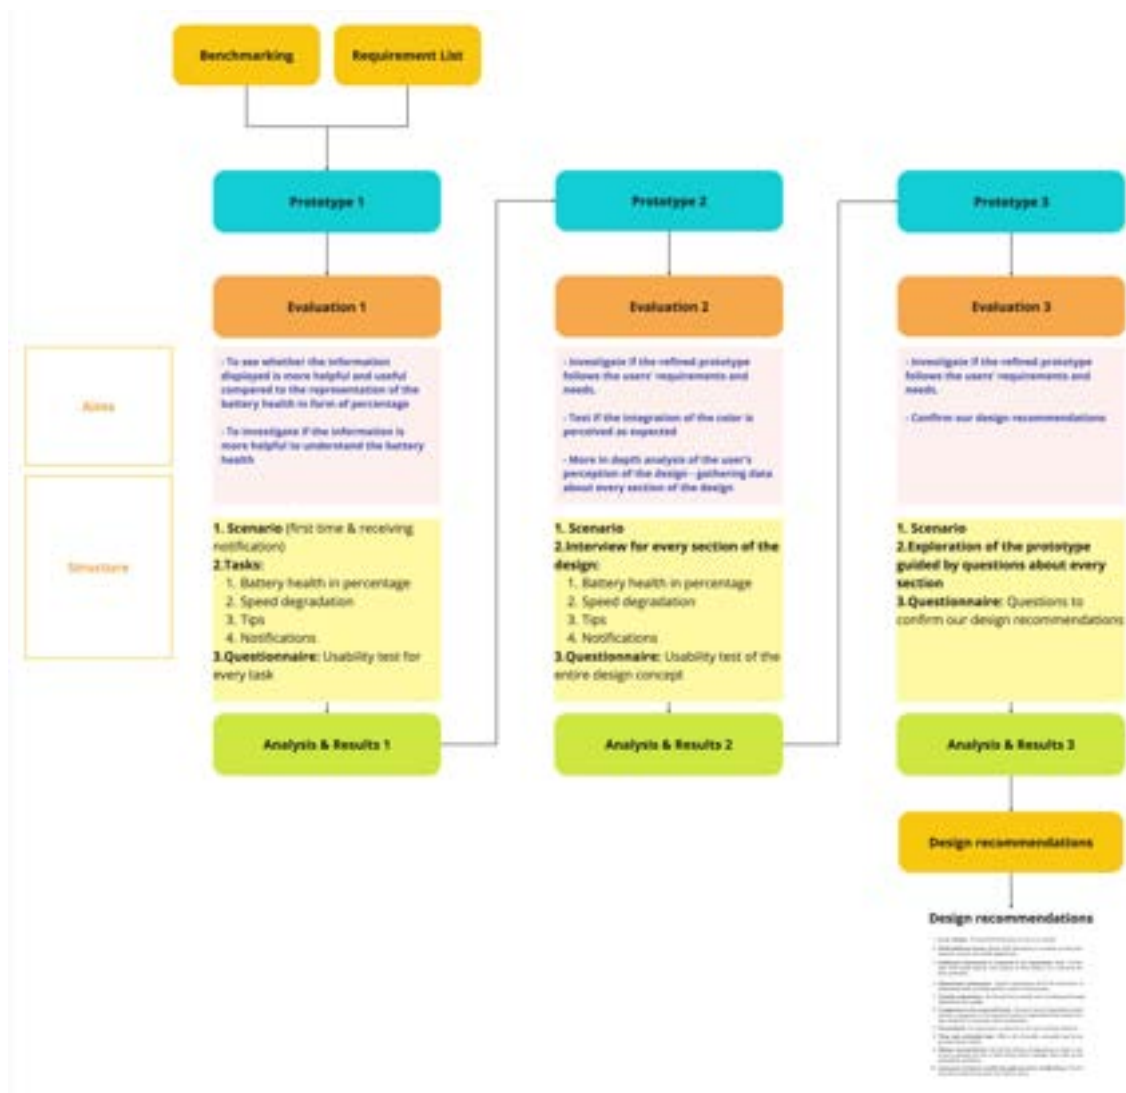 Benchmarking
Requirement List
Prototype 1
Prototype 2
Prototype 3
Evaluation 1
Evaluation 2
Evaluation 3
Aims
- To see whether the information
displayed is more helpful and useful
compared to the representation of the
battery health in form of percentage
- To investigate if the information is
more helpful to understand the battery
health
- Investigate if the refined prototype
follows the users' requirements and
needs.
- Test if the integration of the color is
perceived as expected
- More in depth analysis of the user's
perception of the design - gathering data
about every section of the design
- Investigate if the refined prototype
follows the users' requirements and
needs.
- Confirm our design recommendations
Structure
1. Scenario (first time & receiving
notification)
2.Tasks:
1. Battery health in percentage
2. Speed degradation
3. Tips
4. Notifications
3.Questionnaire: Usability test for
every task
1. Scenario
2.Interview for every section of the
design:
1. Battery health in percentage
2. Speed degradation
3. Tips
4. Notifications
3.Questionnaire: Usability test of the
entire design concept
1. Scenario
2.Exploration of the prototype
guided by questions about every
section
3.Questionnaire: Questions to
confirm our design recommendations
Analysis & Results 1
Analysis & Results 2
Analysis & Results 3
Design recommendations
Design recommendations